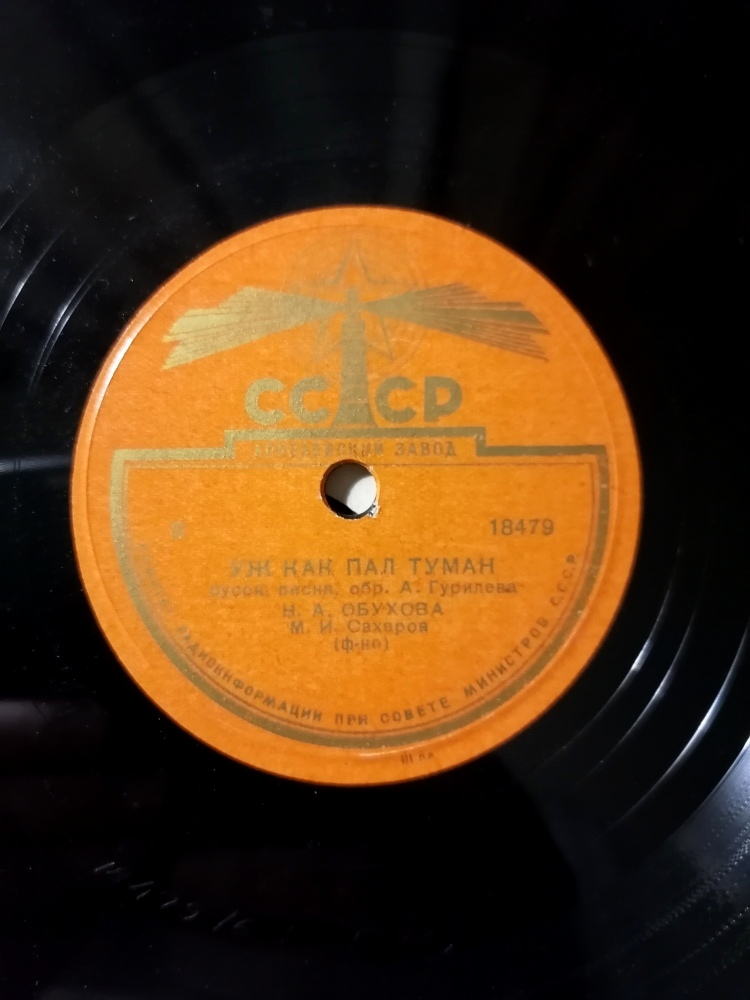 СССР
АПРЕЛЕВСКИЙ ЗАВОД
18479
УЖ КАК ПАЛ ТУМАН
русск. песня, обр. А. Гурилева
Н. А. ОБУХОВА
М. И. Сахаров
(ф-но)
РАДИОИНФОРМАЦИИ ПРИ СОВЕТЕ МИНИСТРОВ С.С.С.Р.